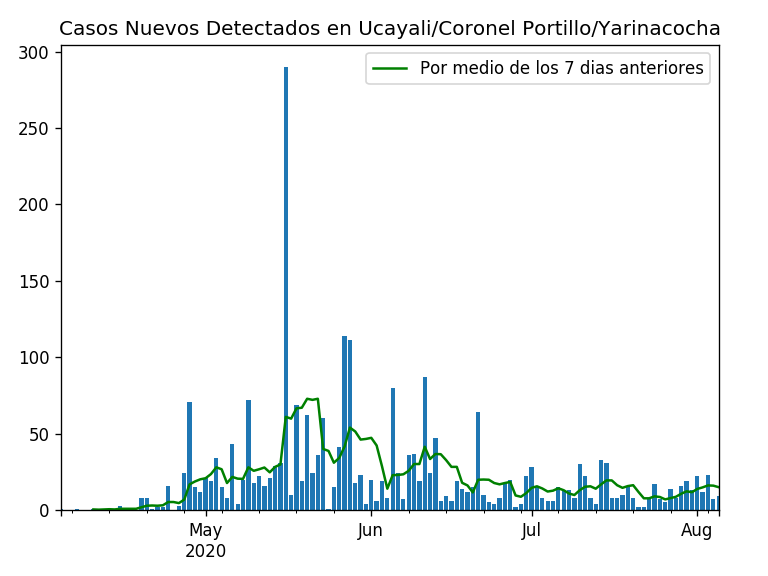 Casos Nuevos Detectados en Ucayali/Coronel Portillo/Yarinacocha
Por medio de los 7 dias anteriores
300
250
200
150
100
50
0
May
2020
Jun
Jul
Aug